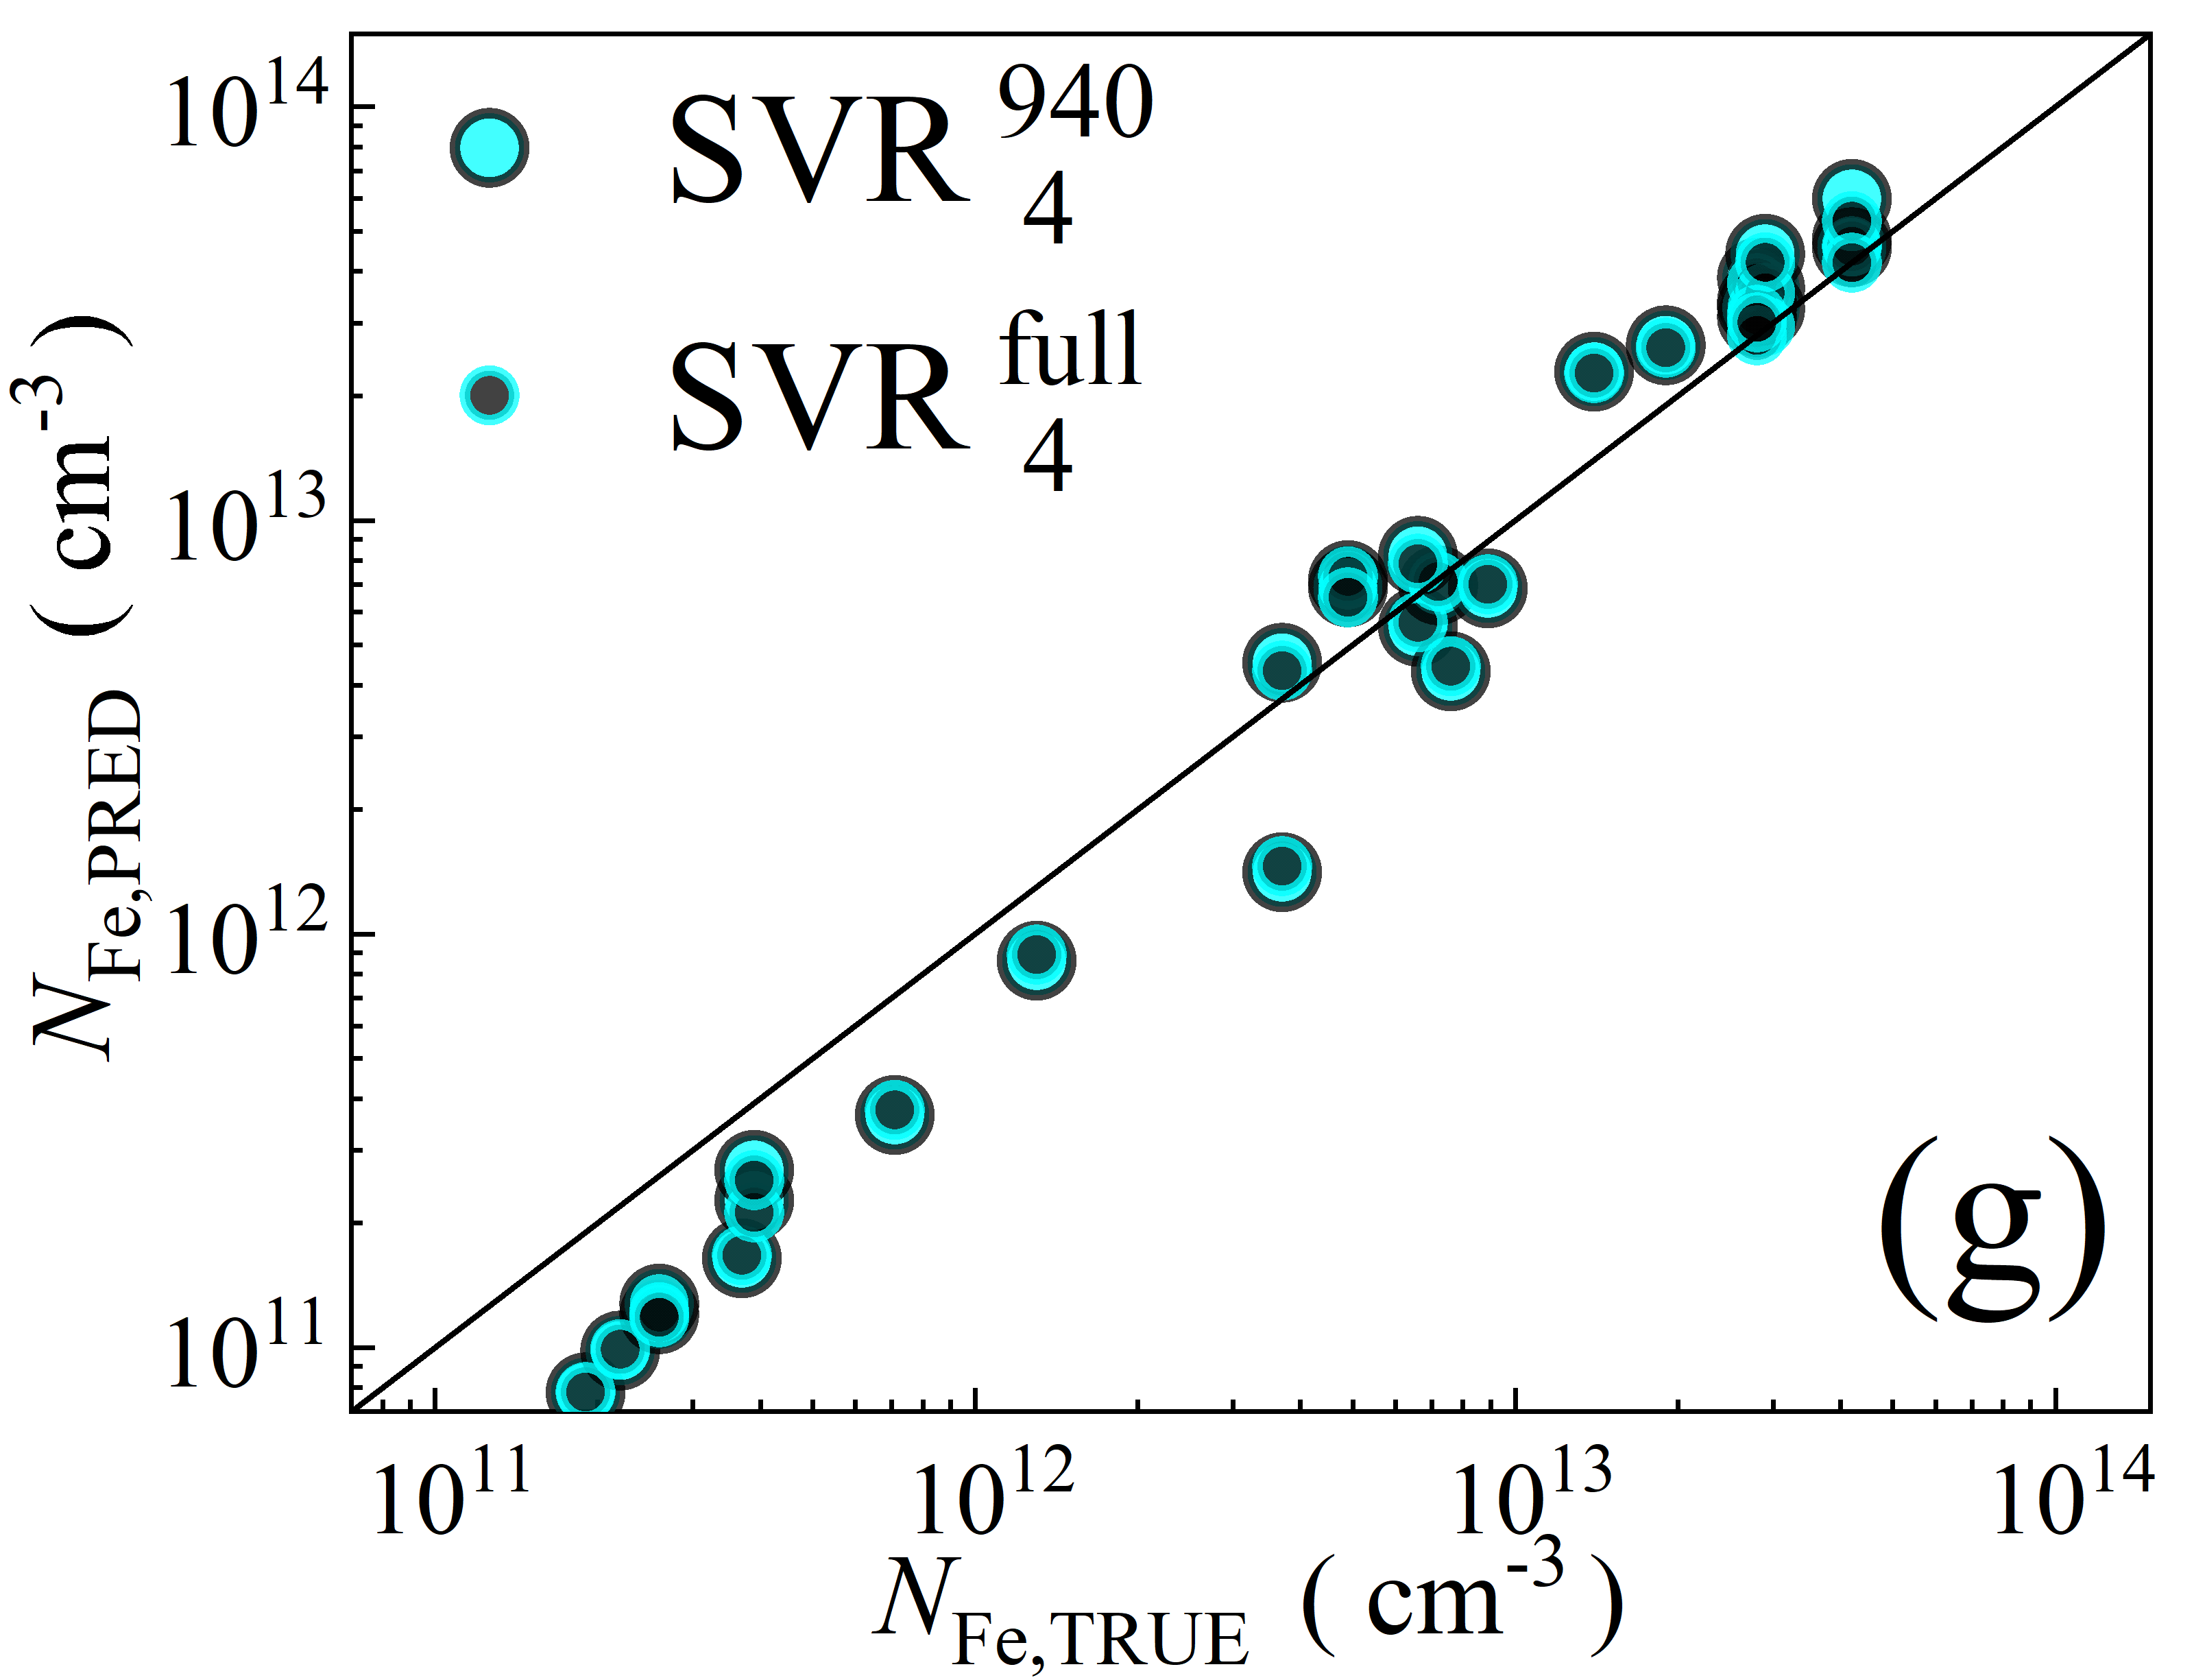 10^14
SVR_4^940
SVR_4^full
10^13
10^12
10^11
N_Fe,PRED ( cm^-3 )
(g)
10^11 10^12 10^13 10^14
N_Fe,TRUE ( cm^-3 )